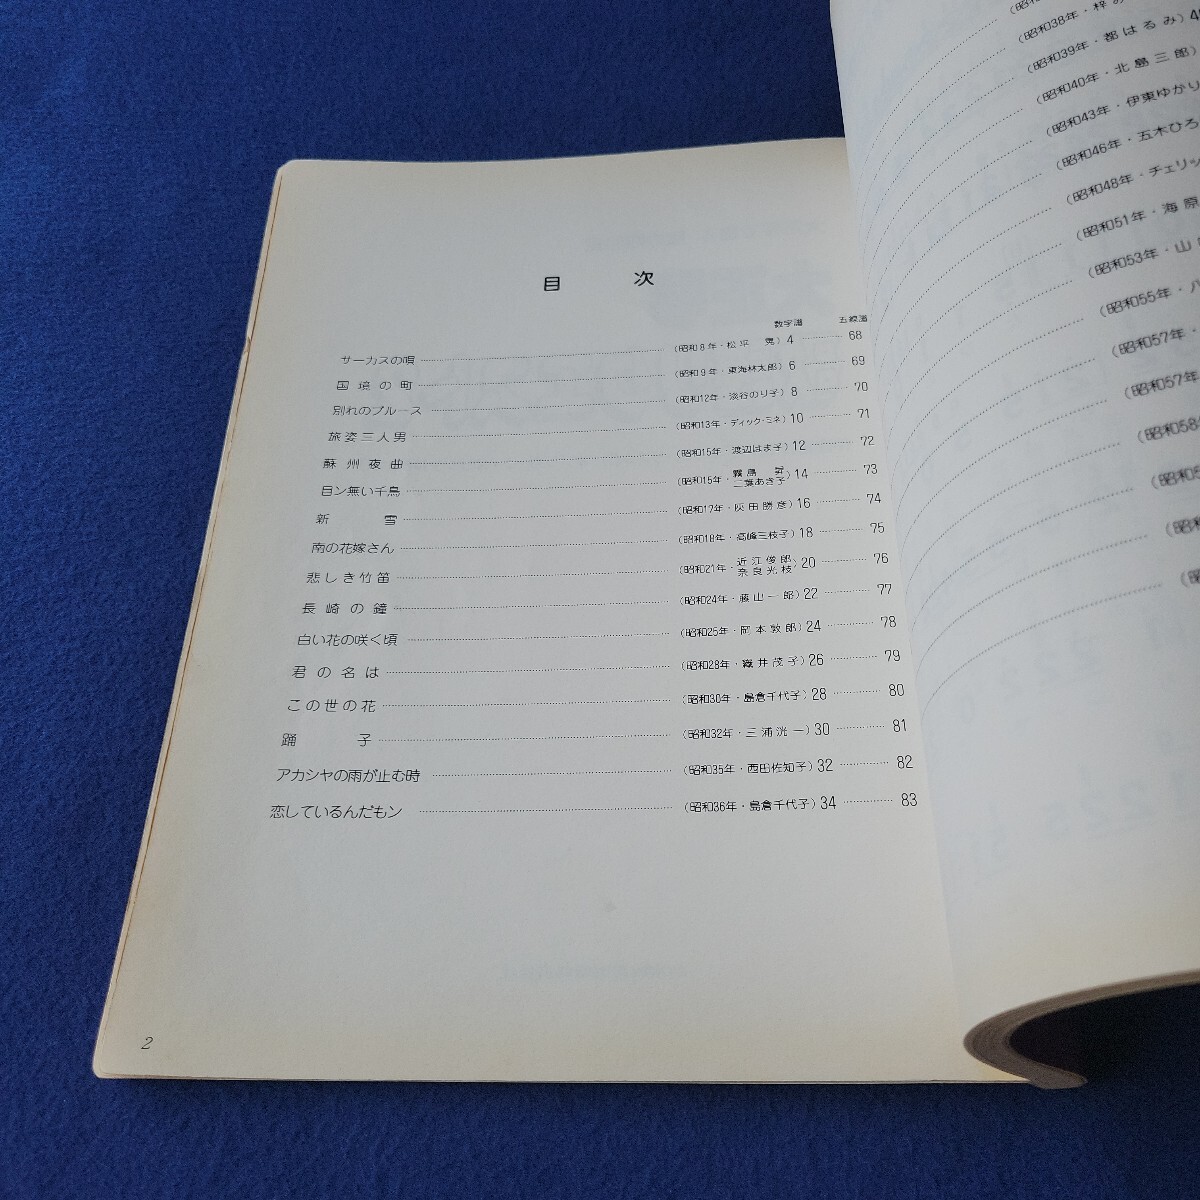 目次
数字譜 五線譜
サーカスの唄 (昭和8年・松平 晃) 4 68
国境の町 (昭和9年・東海林太郎) 6 69
別れのブルース (昭和12年・淡谷のり子) 8 70
旅姿三人男 (昭和13年・ディック・ミネ) 10 71
蘇州夜曲 (昭和15年・渡辺はま子) 12 72
目ン無い千鳥 (昭和15年・霧島 昇 二葉あき子) 14 73
新雪 (昭和17年・灰田勝彦) 16 74
南の花嫁さん (昭和18年・高峰三枝子) 18 75
悲しき竹笛 (昭和21年・近江俊郎、奈良光枝) 20 76
長崎の鐘 (昭和24年・藤山一郎) 22 77
白い花の咲く頃 (昭和25年・岡本敦郎) 24 78
君の名は (昭和28年・織井茂子) 26 79
この世の花 (昭和30年・島倉千代子) 28 80
踊子 (昭和32年・三浦洸一) 30 81
アカシヤの雨が止む時 (昭和35年・西田佐知子) 32 82
恋しているんだもン (昭和36年・島倉千代子) 34 83
2
(昭和38年・梓み
(昭和39年・都はるみ)
(昭和40年・北島三郎)
(昭和43年・伊東ゆかり
(昭和46年・五木ひろ
(昭和48年・チェリッ
(昭和51年・海原
(昭和53年・山
(昭和55年・八
(昭和57年・
(昭和57年
(昭和58
(昭和5
(昭和